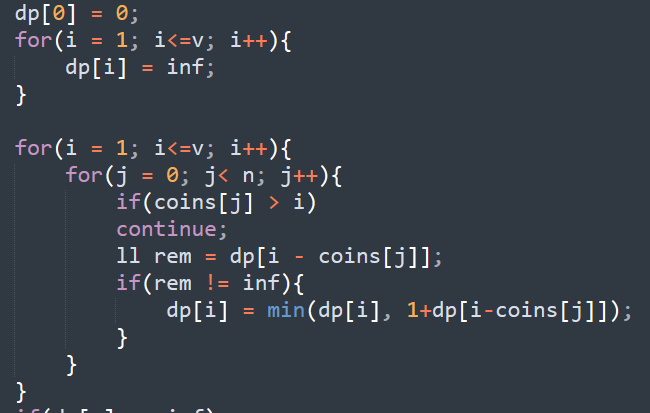 dp[0] = 0;
for(i = 1; i<=v; i++){
dp[i] = inf;
}
for(i = 1; i<=v; i++){
for(j = 0; j< n; j++){
if(coins[j] > i)
continue;
ll rem = dp[i - coins[j]];
if(rem != inf){
dp[i] = min(dp[i], 1+dp[i-coins[j]]);
}
}
}